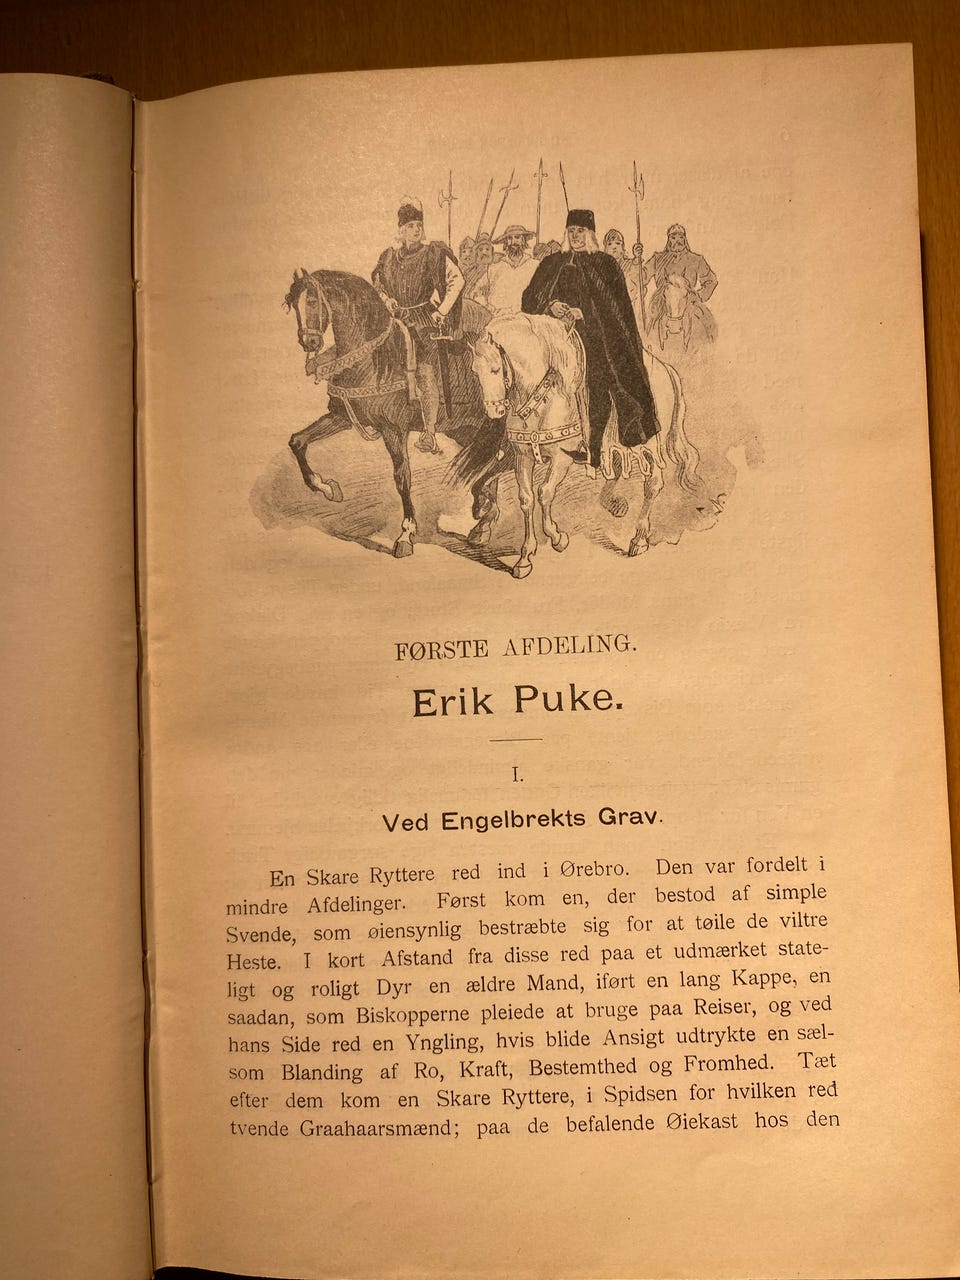 FØRSTE AFDELING.
Erik Puke.
I.
Ved Engelbrekts Grav.
En Skare Ryttere red ind i Ørebro. Den var fordelt i
mindre Afdelinger. Først kom en, der bestod af simple
Svende, som øiensynlig bestræbte sig for at tøile de viltre
Heste. I kort Afstand fra disse red paa et udmærket state-
ligt og roligt Dyr en ældre Mand, iført en lang Kappe, en
saadan, som Biskopperne pleiede at bruge paa Reiser, og ved
hans Side red en Yngling, hvis blide Ansigt udtrykte en sæl-
som Blanding af Ro, Kraft, Bestemthed og Fromhed. Tæt
efter dem kom en Skare Ryttere, i Spidsen for hvilken red
tvende Graahaarsmænd; paa de befalende Øiekast hos den